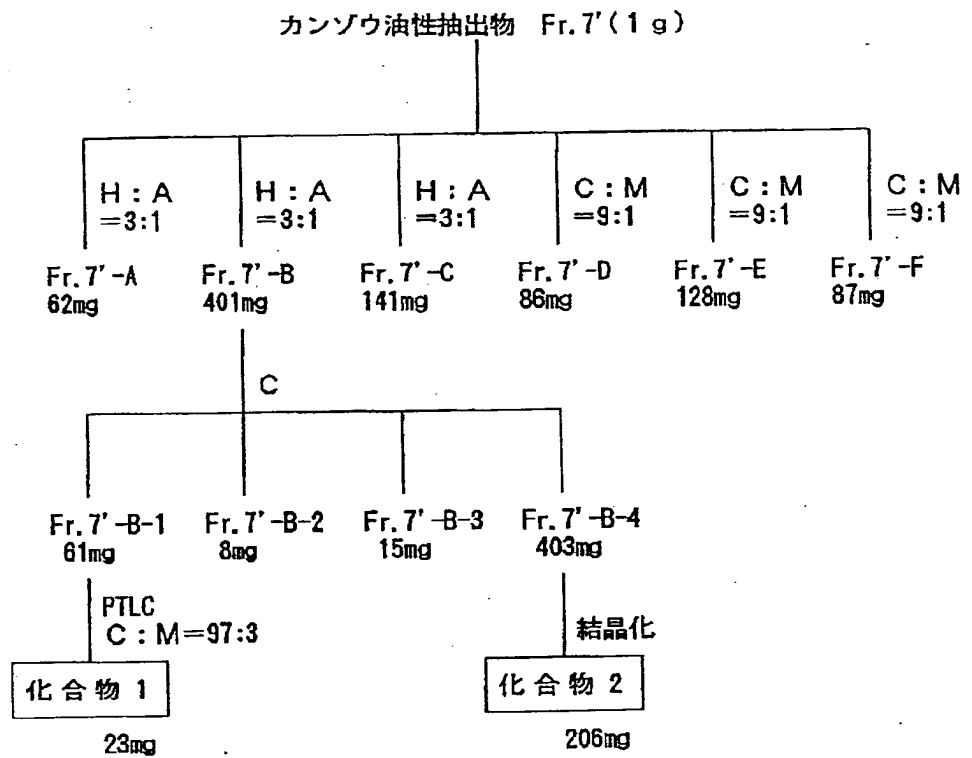 カンゾウ油性抽出物 Fr.7'(1g)
H:A
=3:1
H:A
=3:1
H:A
=3:1
C:M
=9:1
C:M
=9:1
C:M
=9:1
Fr.7'-A
62mg
Fr.7'-B
401mg
Fr.7'-C
141mg
Fr.7'-D
86mg
Fr.7'-E
128mg
Fr.7'-F
87mg
C
Fr.7'-B-1
61mg
Fr.7'-B-2
8mg
Fr.7'-B-3
15mg
Fr.7'-B-4
403mg
PTLC
C:M=97:3
結晶化
化合物1
23mg
化合物2
206mg